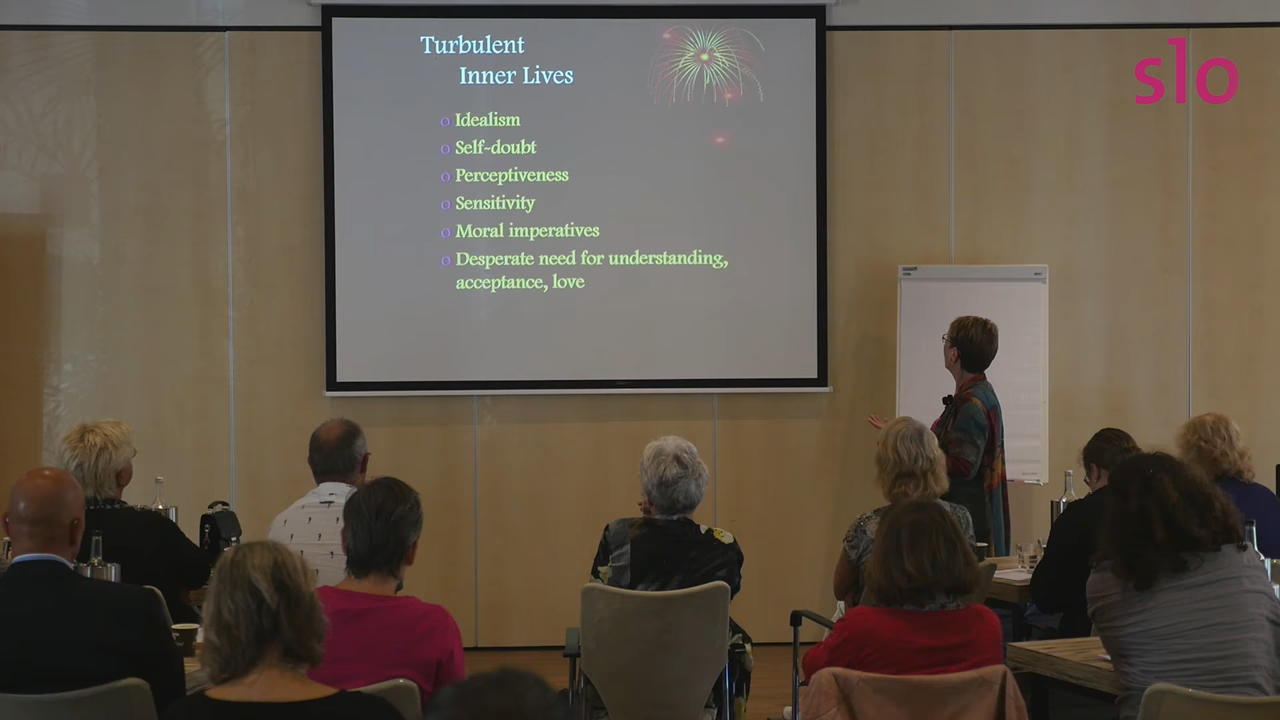 Turbulent
Inner Lives
o Idealism
o Self-doubt
o Perceptiveness
o Sensitivity
o Moral imperatives
o Desperate need for understanding,
acceptance, love
slo